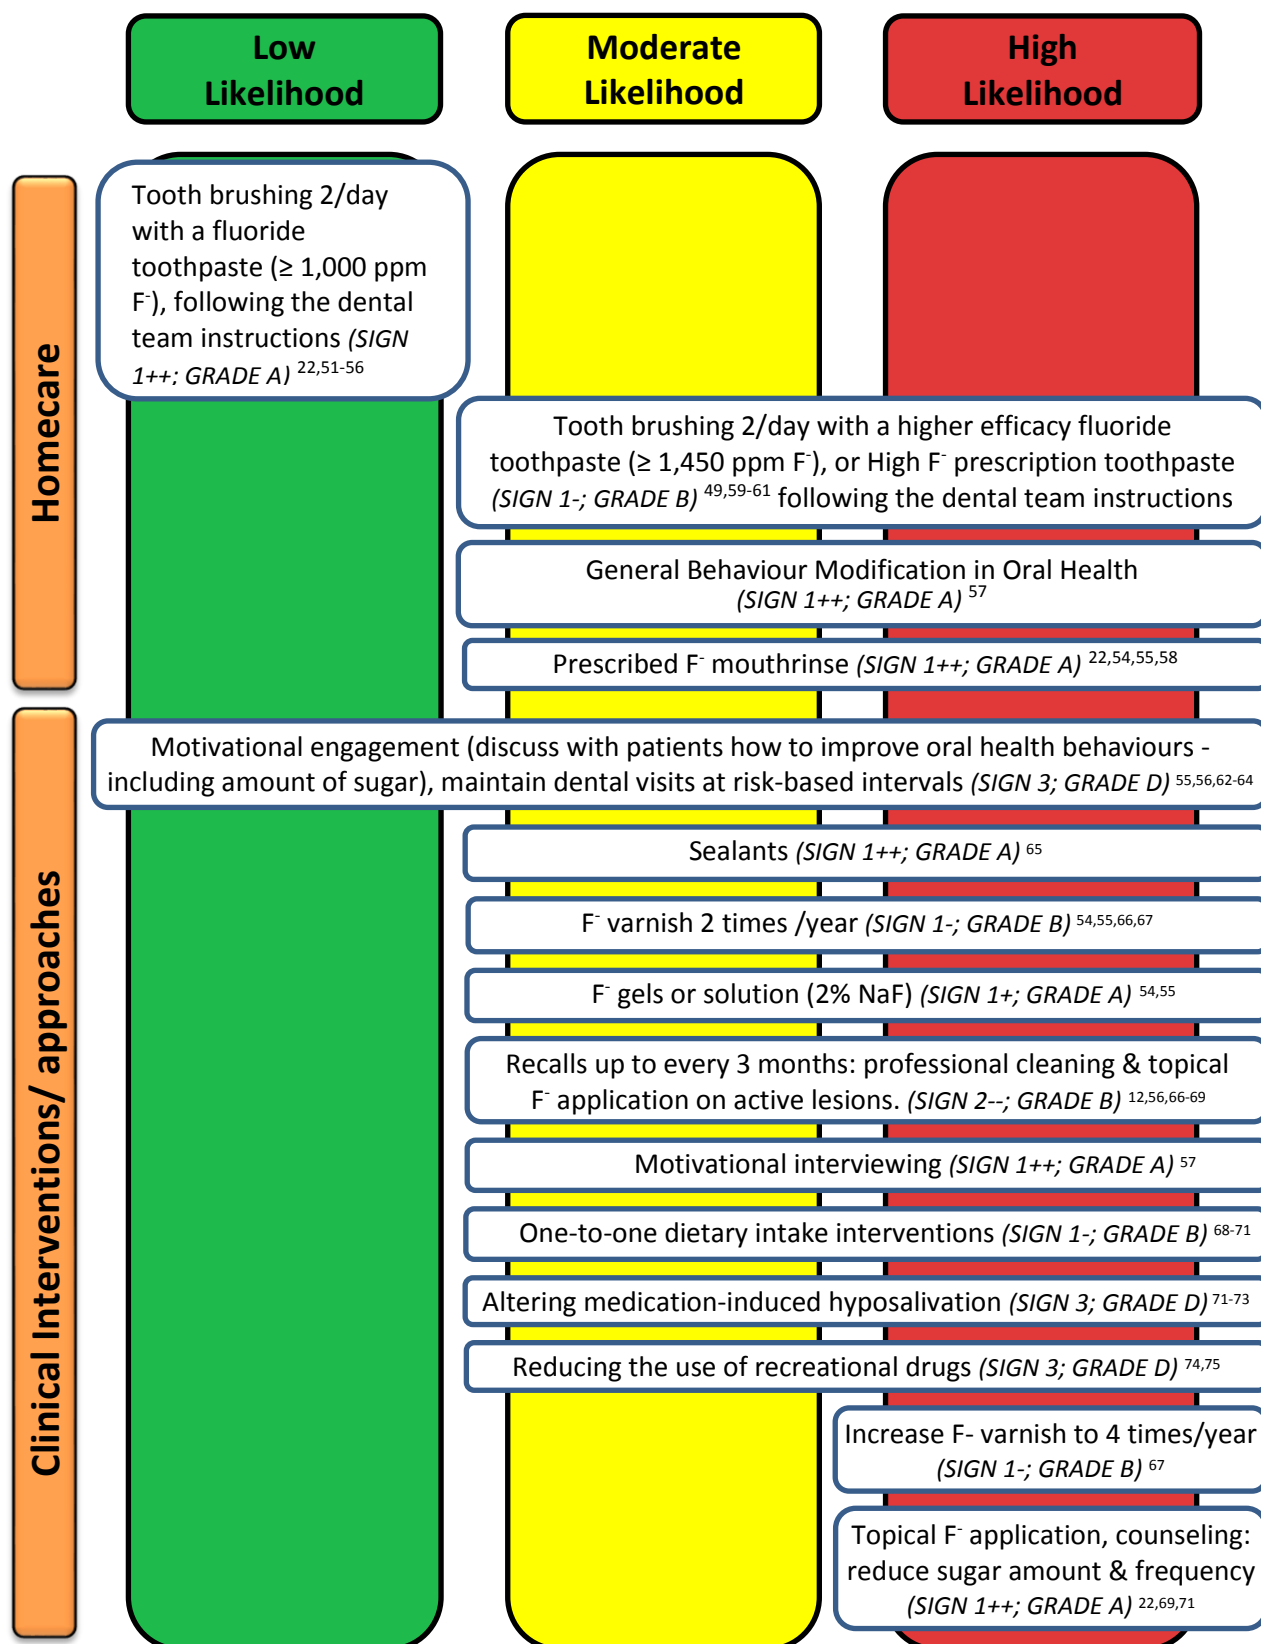 Low
Likelihood
Moderate
Likelihood
High
Likelihood
Homecare
Tooth brushing 2/day
with a fluoride
toothpaste (≥ 1,000 ppm
F⁻), following the dental
team instructions (SIGN
1++; GRADE A) 22,51-56
Tooth brushing 2/day with a higher efficacy fluoride
toothpaste (≥ 1,450 ppm F⁻), or High F⁻ prescription toothpaste
(SIGN 1-; GRADE B) 49,59-61 following the dental team instructions
General Behaviour Modification in Oral Health
(SIGN 1++; GRADE A) 57
Prescribed F⁻ mouthrinse (SIGN 1++; GRADE A) 22,54,55,58
Clinical Interventions/ approaches
Motivational engagement (discuss with patients how to improve oral health behaviours -
including amount of sugar), maintain dental visits at risk-based intervals (SIGN 3; GRADE D) 55,56,62-64
Sealants (SIGN 1++; GRADE A) 65
F⁻ varnish 2 times /year (SIGN 1-; GRADE B) 54,55,66,67
F⁻ gels or solution (2% NaF) (SIGN 1+; GRADE A) 54,55
Recalls up to every 3 months: professional cleaning & topical
F⁻ application on active lesions. (SIGN 2--; GRADE B) 12,56,66-69
Motivational interviewing (SIGN 1++; GRADE A) 57
One-to-one dietary intake interventions (SIGN 1-; GRADE B) 68-71
Altering medication-induced hyposalivation (SIGN 3; GRADE D) 71-73
Reducing the use of recreational drugs (SIGN 3; GRADE D) 74,75
Increase F- varnish to 4 times/year
(SIGN 1-; GRADE B) 67
Topical F⁻ application, counseling:
reduce sugar amount & frequency
(SIGN 1++; GRADE A) 22,69,71